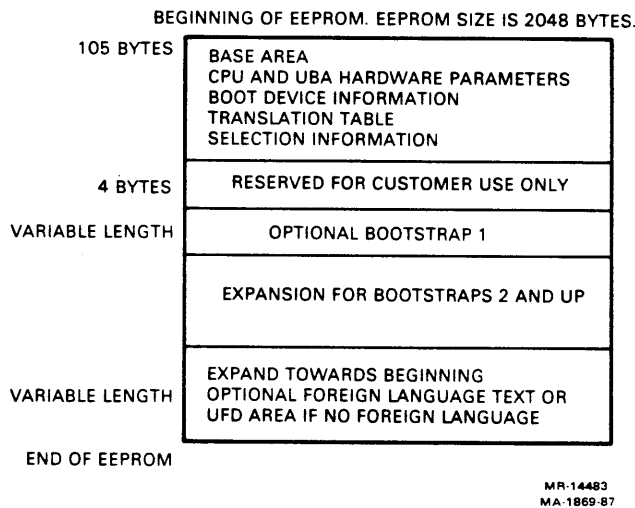 BEGINNING OF EEPROM. EEPROM SIZE IS 2048 BYTES.
105 BYTES
BASE AREA
CPU AND UBA HARDWARE PARAMETERS
BOOT DEVICE INFORMATION
TRANSLATION TABLE
SELECTION INFORMATION
4 BYTES
RESERVED FOR CUSTOMER USE ONLY
VARIABLE LENGTH
OPTIONAL BOOTSTRAP 1
EXPANSION FOR BOOTSTRAPS 2 AND UP
EXPAND TOWARDS BEGINNING
VARIABLE LENGTH
OPTIONAL FOREIGN LANGUAGE TEXT OR
UFD AREA IF NO FOREIGN LANGUAGE
END OF EEPROM
MR-14483
MA-1869-87